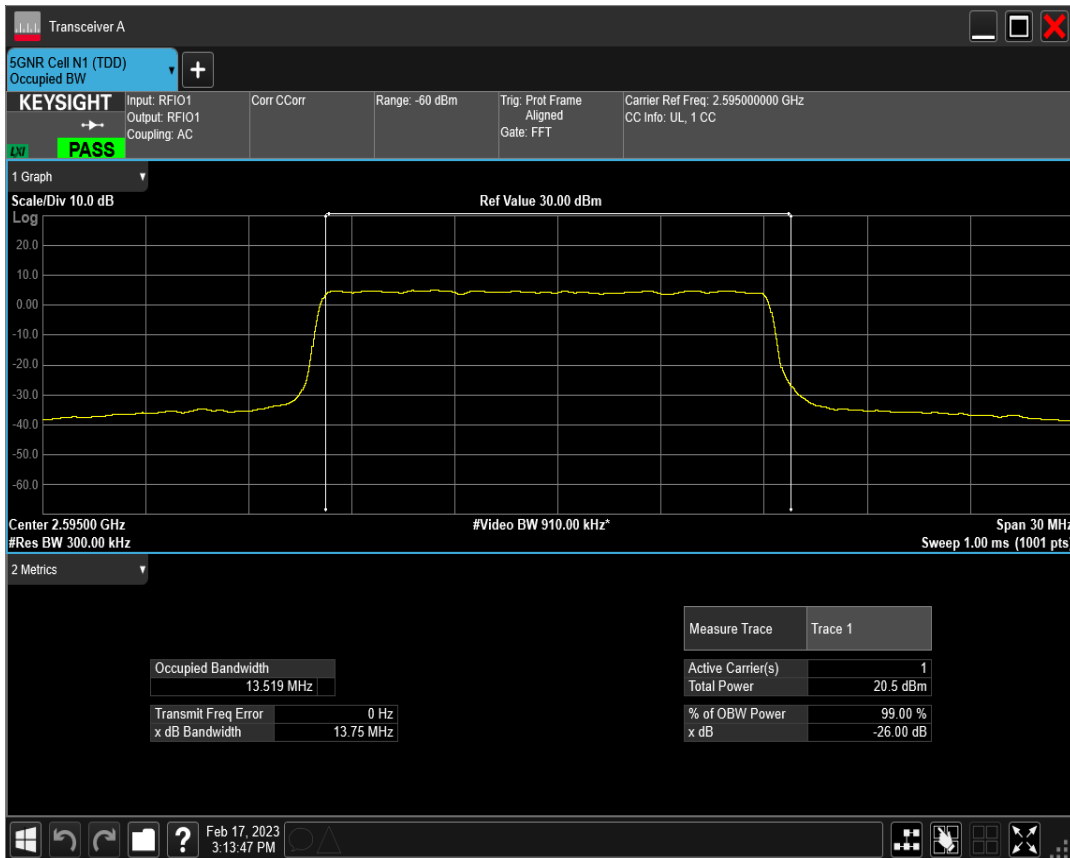 Transceiver A
5GNR Cell N1 (TDD)
Occupied BW
+
KEYSIGHT
LXI
PASS
Input: RFIO1
Output: RFIO1
Coupling: AC
Corr CCorr
Range: -60 dBm
Trig: Prot Frame
Aligned
Gate: FFT
Carrier Ref Freq: 2.595000000 GHz
CC Info: UL, 1 CC
1 Graph
Scale/Div 10.0 dB
Ref Value 30.00 dBm
Log
20.0
10.0
0.00
-10.0
-20.0
-30.0
-40.0
-50.0
-60.0
Center 2.59500 GHz
#Video BW 910.00 kHz*
Span 30 MHz
#Res BW 300.00 kHz
Sweep 1.00 ms (1001 pts)
2 Metrics
Measure Trace Trace 1
Occupied Bandwidth
13.519 MHz
Active Carrier(s) 1
Total Power 20.5 dBm
Transmit Freq Error 0 Hz
x dB Bandwidth 13.75 MHz
% of OBW Power 99.00 %
x dB -26.00 dB
?
Feb 17, 2023
3:13:47 PM